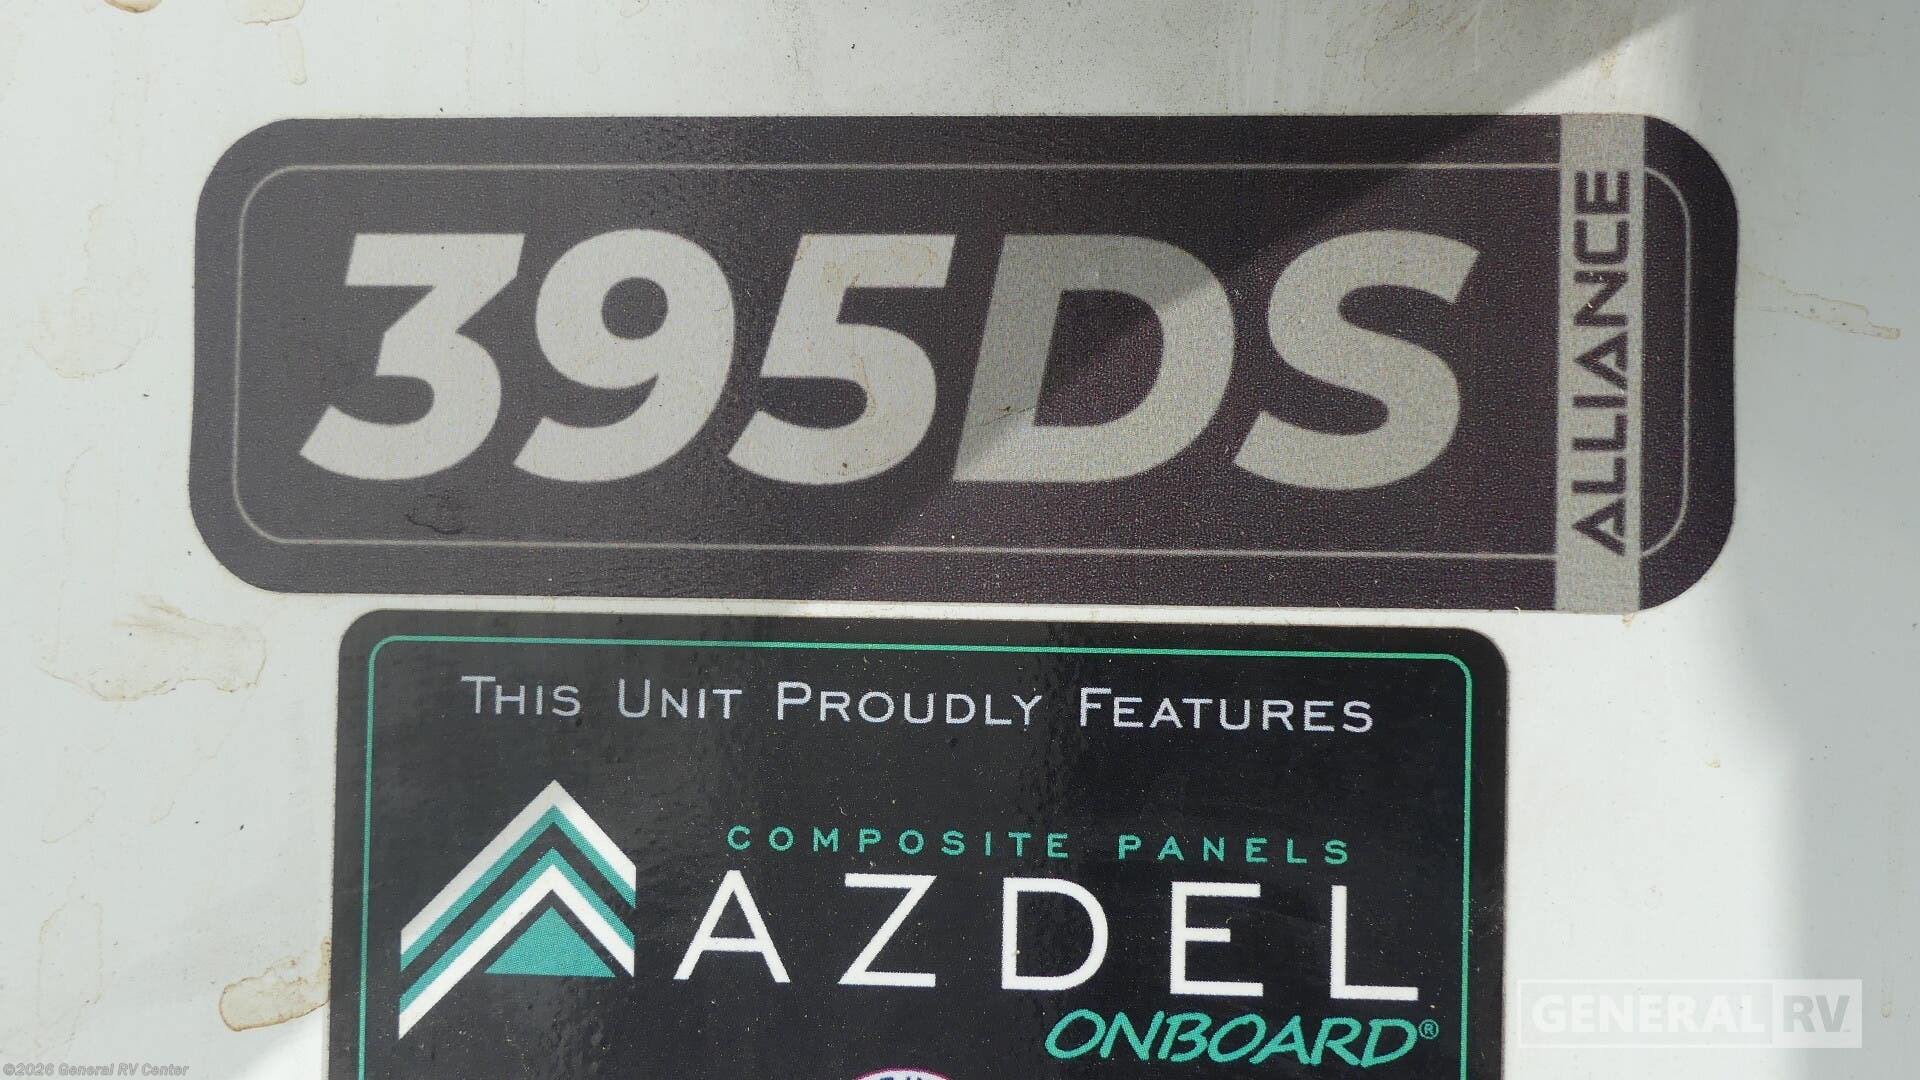 395DS
ALLIANCE
THIS UNIT PROUDLY FEATURES
COMPOSITE PANELS
AZDEL
ONBOARD®
GENERAL RV
©2026 General RV Center